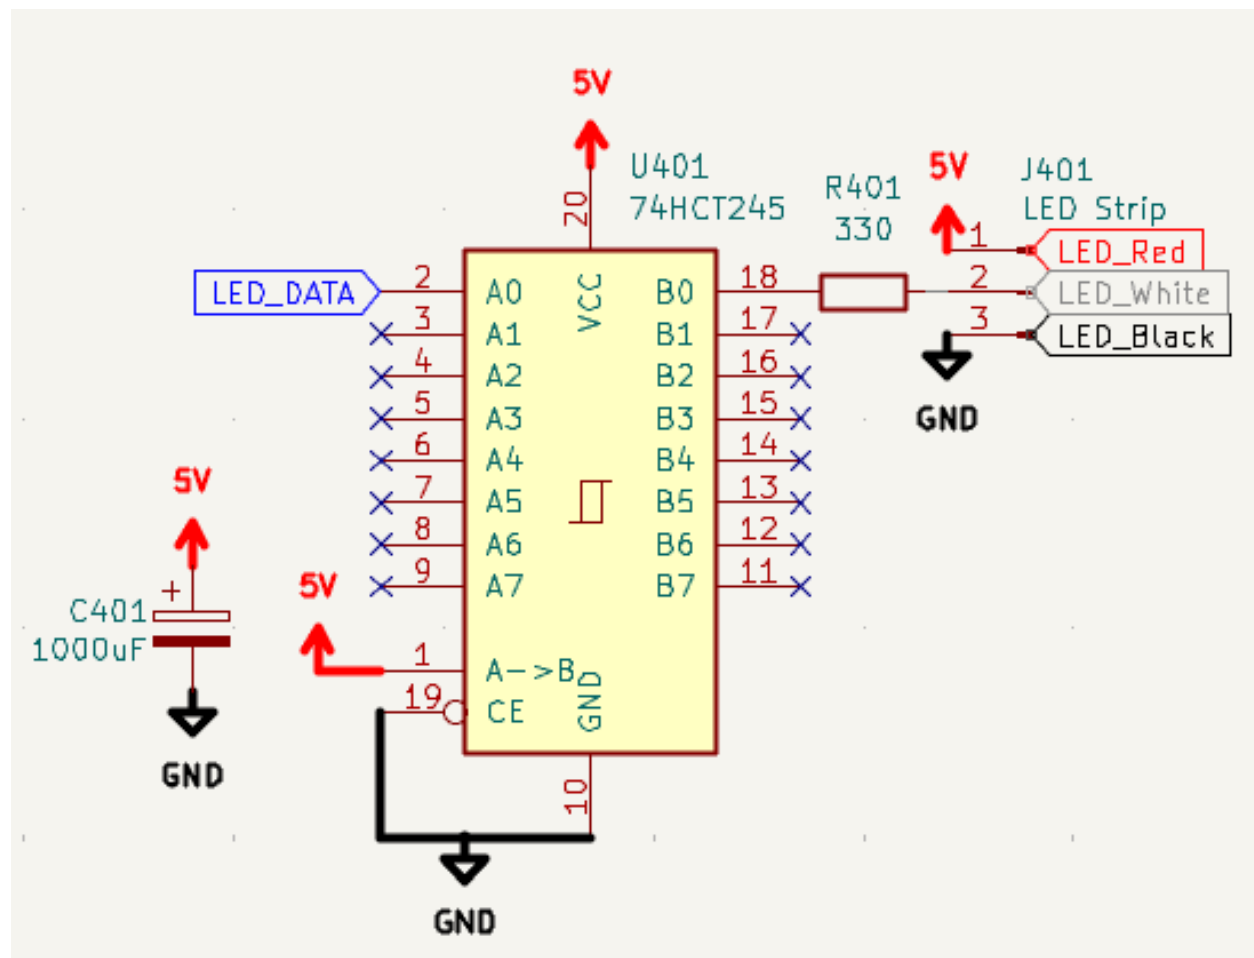 5V
U401
74HCT245
20
VCC
LED_DATA
2 A0 B0 18
3 A1 B1 17
4 A2 B2 16
5 A3 B3 15
6 A4 B4 14
7 A5 B5 13
8 A6 B6 12
9 A7 B7 11
1 A->B
19 CE
GND
10
GND
R401
330
5V
J401
LED Strip
1 LED_Red
2 LED_White
3 LED_Black
GND
5V
+
C401
1000uF
GND
5V